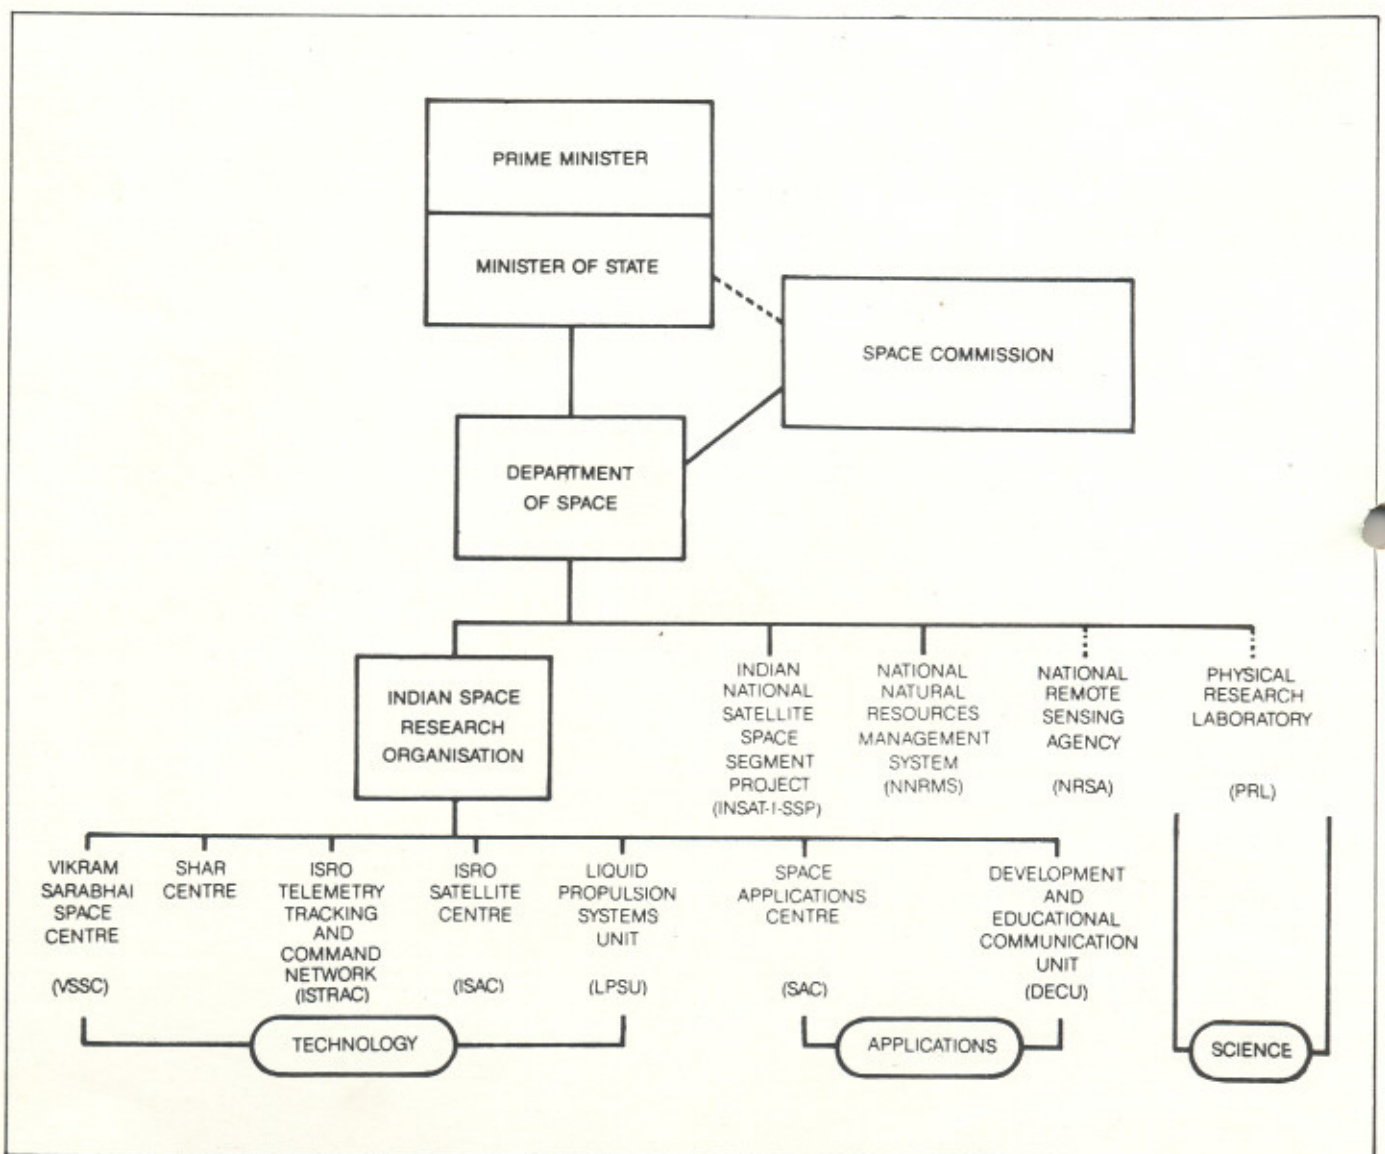 PRIME MINISTER
MINISTER OF STATE
SPACE COMMISSION
DEPARTMENT
OF SPACE
INDIAN SPACE
RESEARCH
ORGANISATION
INDIAN
NATIONAL
SATELLITE
SPACE
SEGMENT
PROJECT
(INSAT-1-SSP)
NATIONAL
NATURAL
RESOURCES
MANAGEMENT
SYSTEM
(NNRMS)
NATIONAL
REMOTE
SENSING
AGENCY
(NRSA)
PHYSICAL
RESEARCH
LABORATORY
(PRL)
VIKRAM
SARABHAI
SPACE
CENTRE
(VSSC)
SHAR
CENTRE
ISRO
TELEMETRY
TRACKING
AND
COMMAND
NETWORK
(ISTRAC)
ISRO
SATELLITE
CENTRE
(ISAC)
LIQUID
PROPULSION
SYSTEMS
UNIT
(LPSU)
SPACE
APPLICATIONS
CENTRE
(SAC)
DEVELOPMENT
AND
EDUCATIONAL
COMMUNICATION
UNIT
(DECU)
TECHNOLOGY
APPLICATIONS
SCIENCE